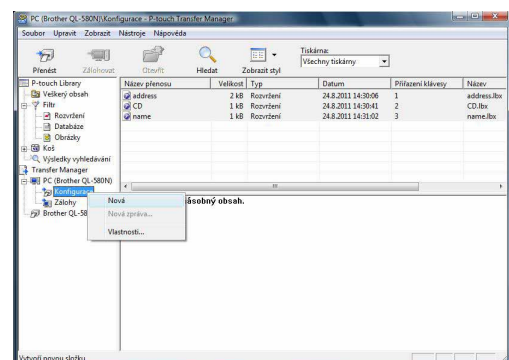 PC (Brother QL-580N)\Konfigurace - P-touch Transfer Manager
Soubor Upravit Zobrazit Nástroje Nápověda
Přenést Zálohovat Otevřít Hledat Zobrazit styl
Tiskárna:
Všechny tiskárny
P-touch Library
Veškerý obsah
Filtr
Rozvržení
Databáze
Obrázky
Koš
Výsledky vyhledávání
Transfer Manager
PC (Brother QL-580N)
Konfigurace
Zálohy
Brother QL-58
Název přenosu Velikost Typ Datum Přiřazení klávesy Název
address 2 kB Rozvržení 24.8.2011 14:30:06 1 address.lbx
CD 1 kB Rozvržení 24.8.2011 14:30:41 2 CD.lbx
name 1 kB Rozvržení 24.8.2011 14:31:02 3 name.lbx
Nová
Nová zpráva...
Vlastnosti...
ásobný obsah.
Vytvoří novou složku